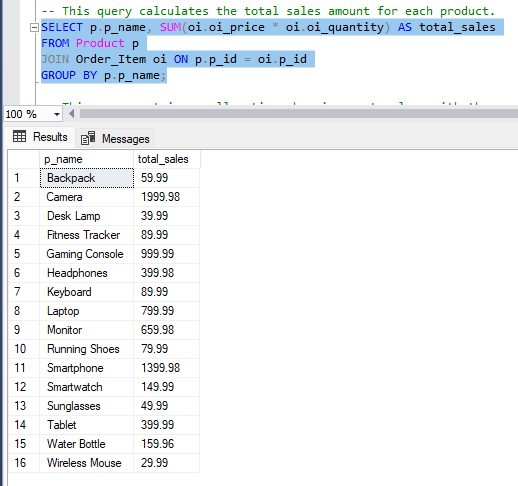 -- This query calculates the total sales amount for each product.
SELECT p.p_name, SUM(oi.oi_price * oi.oi_quantity) AS total_sales
FROM Product p
JOIN Order_Item oi ON p.p_id = oi.p_id
GROUP BY p.p_name;
100 %
Results Messages
p_name total_sales
1 Backpack 59.99
2 Camera 1999.98
3 Desk Lamp 39.99
4 Fitness Tracker 89.99
5 Gaming Console 999.99
6 Headphones 399.98
7 Keyboard 89.99
8 Laptop 799.99
9 Monitor 659.98
10 Running Shoes 79.99
11 Smartphone 1399.98
12 Smartwatch 149.99
13 Sunglasses 49.99
14 Tablet 399.99
15 Water Bottle 159.96
16 Wireless Mouse 29.99